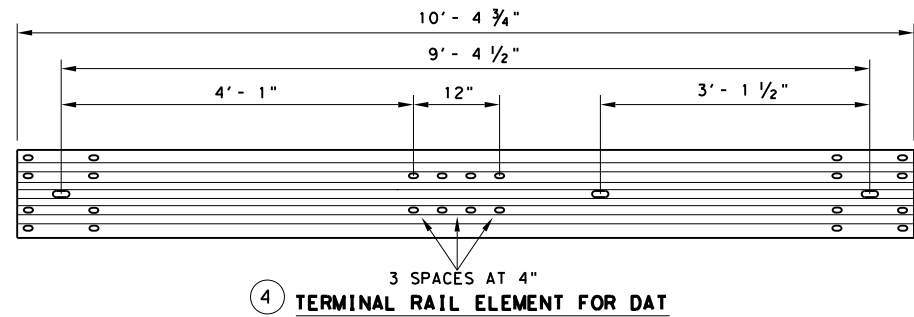 10'- 4 ¾"
9'- 4 ½"
4'- 1"
12"
3'- 1 ½"
3 SPACES AT 4"
4 TERMINAL RAIL ELEMENT FOR DAT